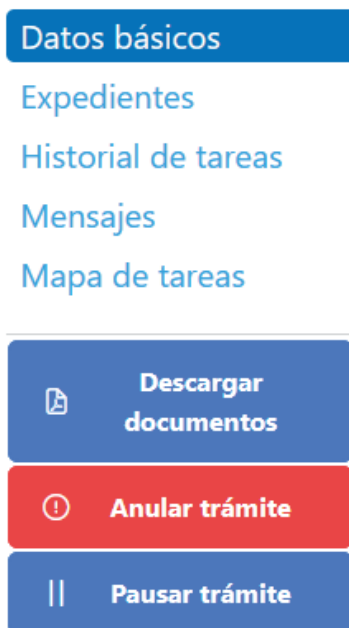 Datos básicos
Expedientes
Historial de tareas
Mensajes
Mapa de tareas
Descargar
documentos
Anular trámite
Pausar trámite